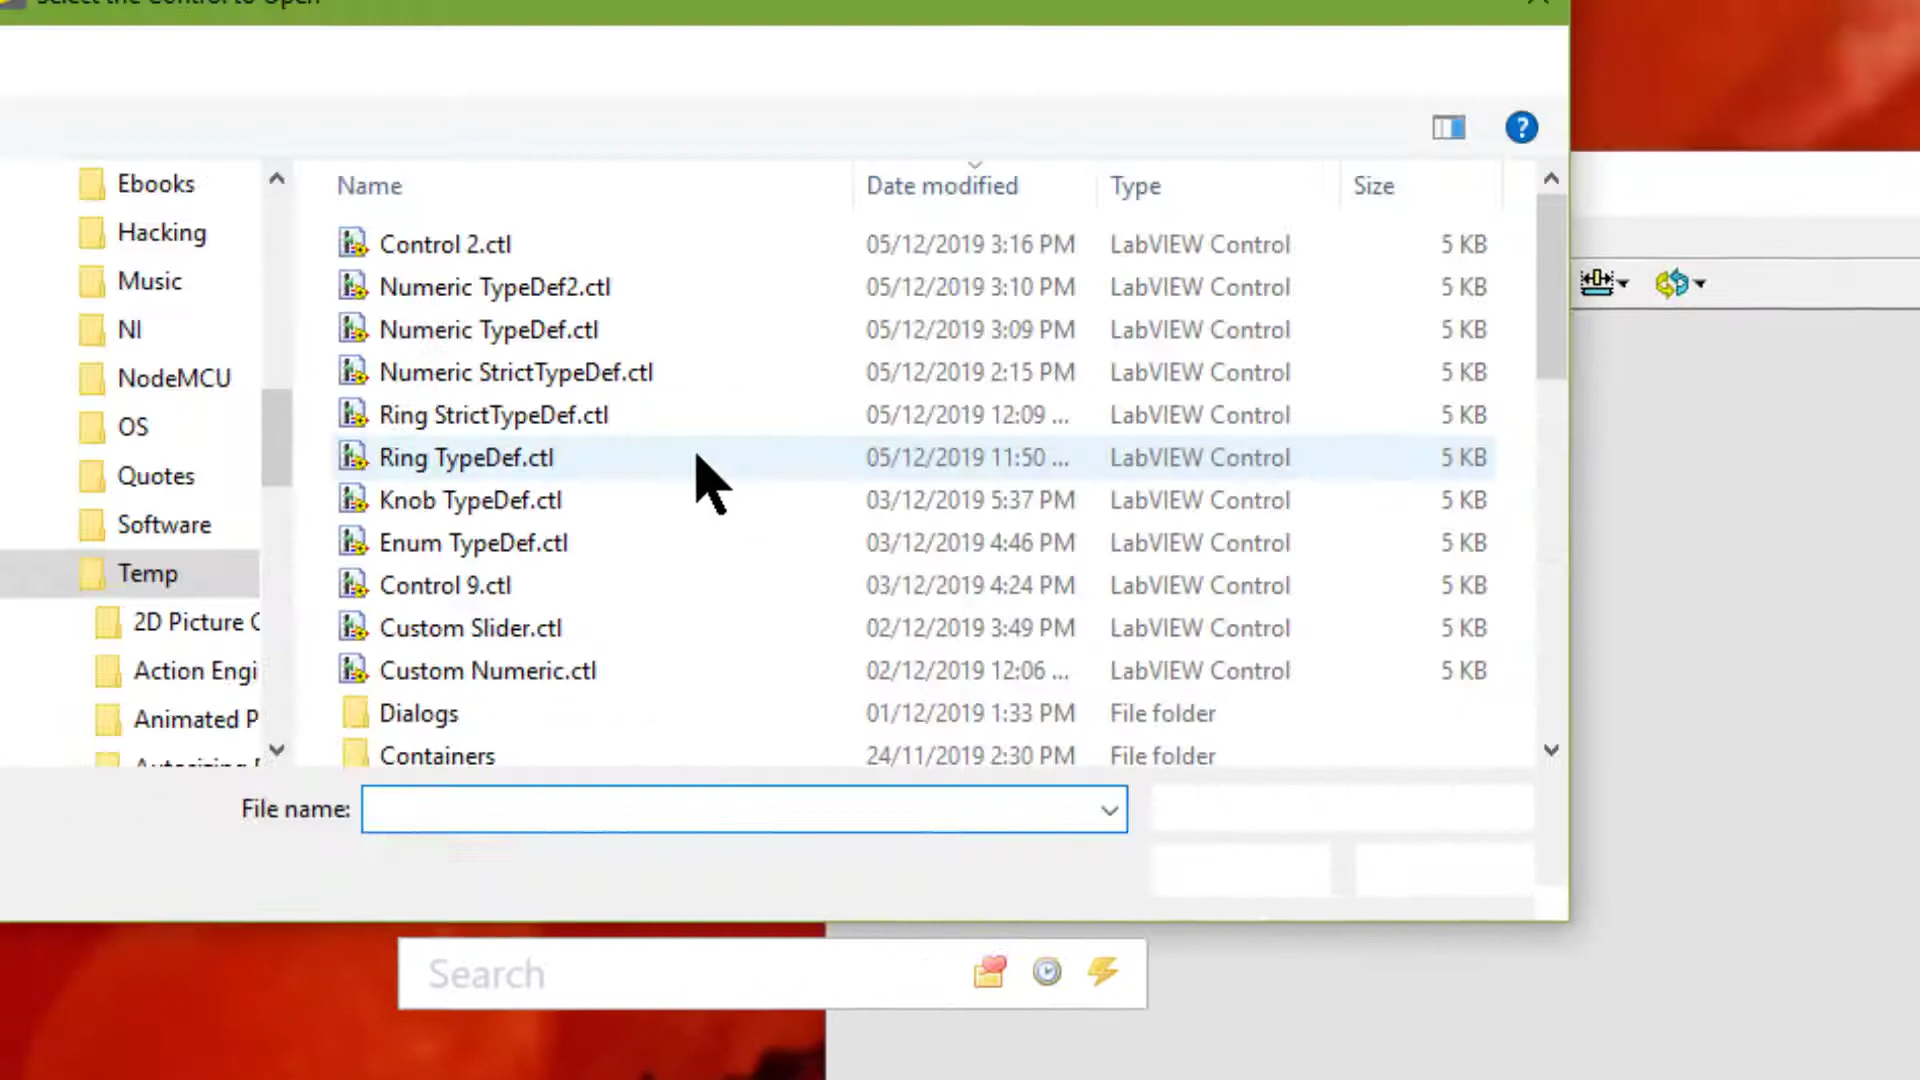 Select the Control to Open
Name Date modified Type Size
Ebooks
Hacking
Music
NI
NodeMCU
OS
Quotes
Software
Temp
2D Picture C
Action Engi
Animated P
Control 2.ctl 05/12/2019 3:16 PM LabVIEW Control 5 KB
Numeric TypeDef2.ctl 05/12/2019 3:10 PM LabVIEW Control 5 KB
Numeric TypeDef.ctl 05/12/2019 3:09 PM LabVIEW Control 5 KB
Numeric StrictTypeDef.ctl 05/12/2019 2:15 PM LabVIEW Control 5 KB
Ring StrictTypeDef.ctl 05/12/2019 12:09 ... LabVIEW Control 5 KB
Ring TypeDef.ctl 05/12/2019 11:50 ... LabVIEW Control 5 KB
Knob TypeDef.ctl 03/12/2019 5:37 PM LabVIEW Control 5 KB
Enum TypeDef.ctl 03/12/2019 4:46 PM LabVIEW Control 5 KB
Control 9.ctl 03/12/2019 4:24 PM LabVIEW Control 5 KB
Custom Slider.ctl 02/12/2019 3:49 PM LabVIEW Control 5 KB
Custom Numeric.ctl 02/12/2019 12:06 ... LabVIEW Control 5 KB
Dialogs 01/12/2019 1:33 PM File folder
Containers 24/11/2019 2:30 PM File folder
File name:
Search